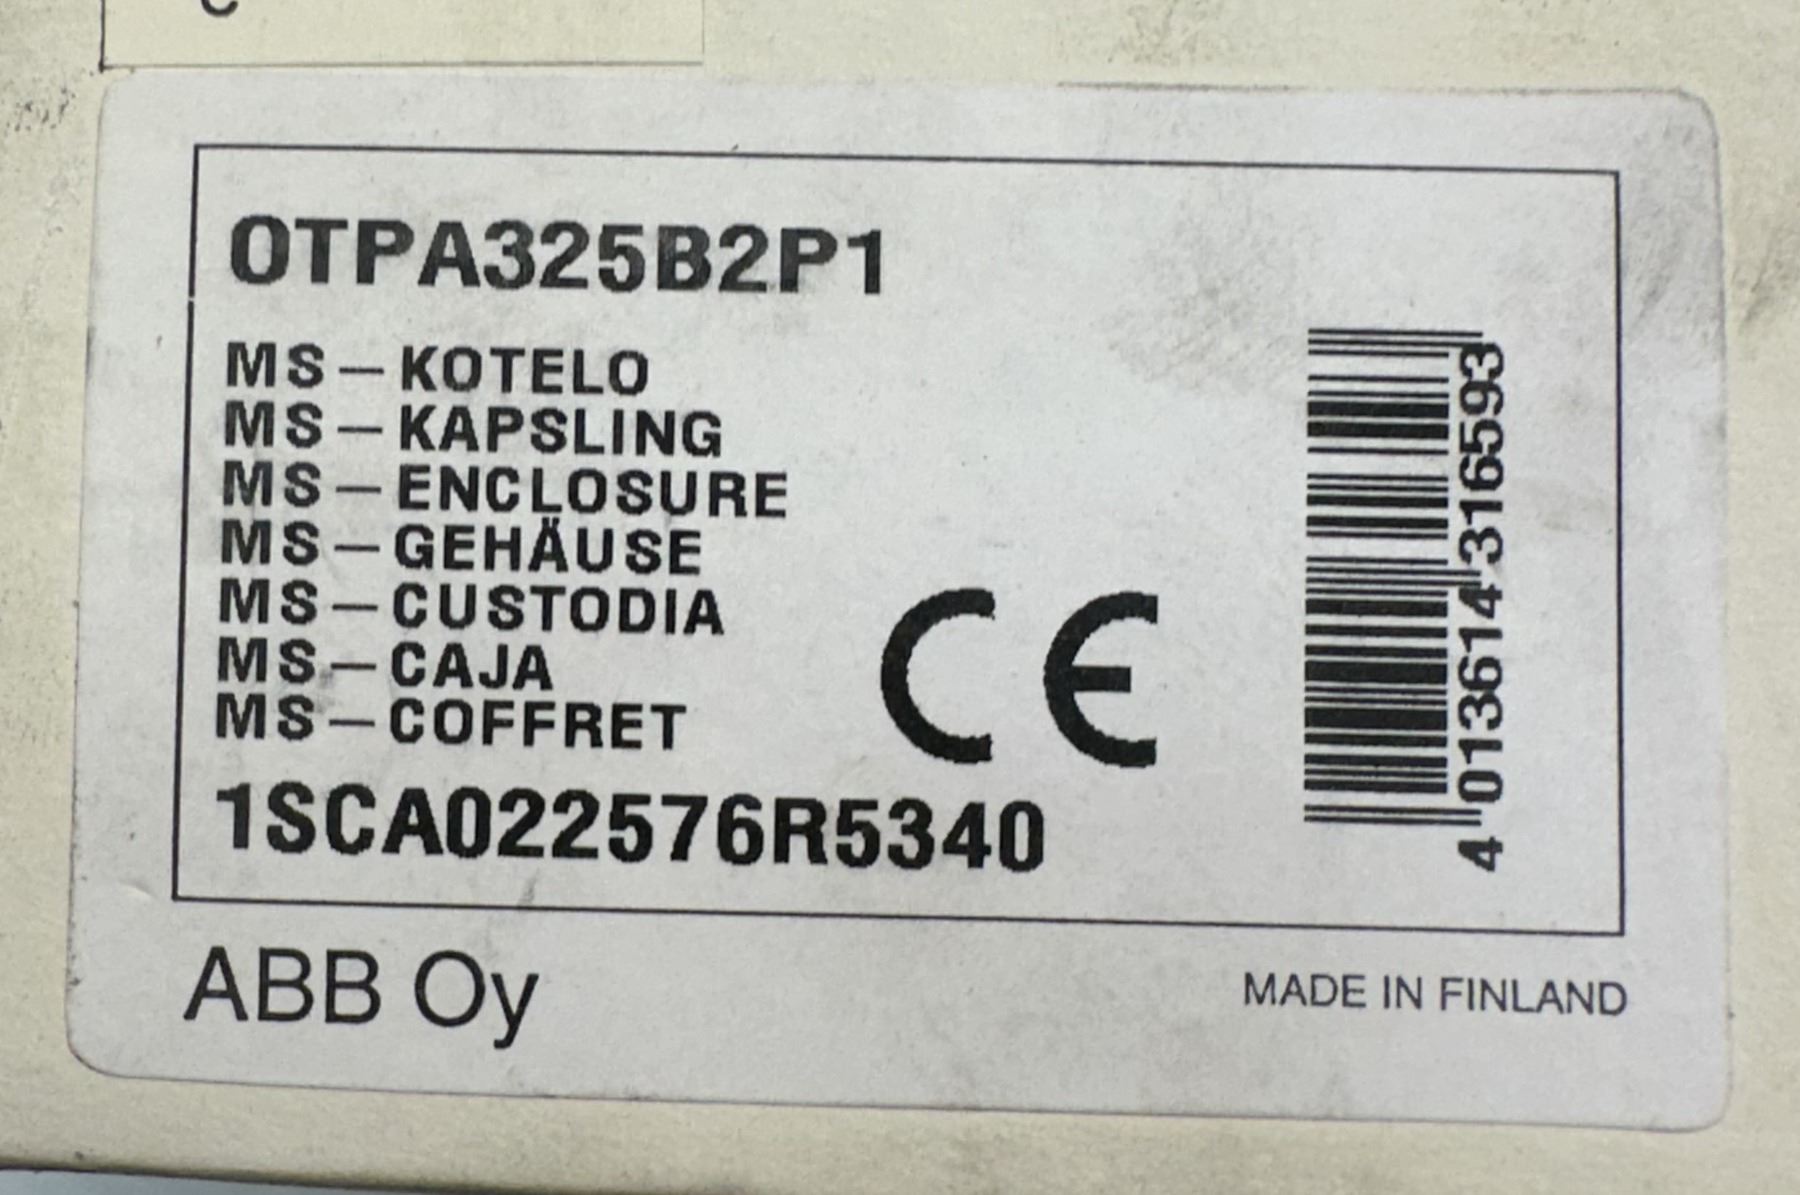 OTPA325B2P1
MS-KOTELO
MS-KAPSLING
MS-ENCLOSURE
MS-GEHÄUSE
MS-CUSTODIA
MS-CAJA
MS-COFFRET
CE
1SCA022576R5340
4 013614 316593
ABB Oy
MADE IN FINLAND